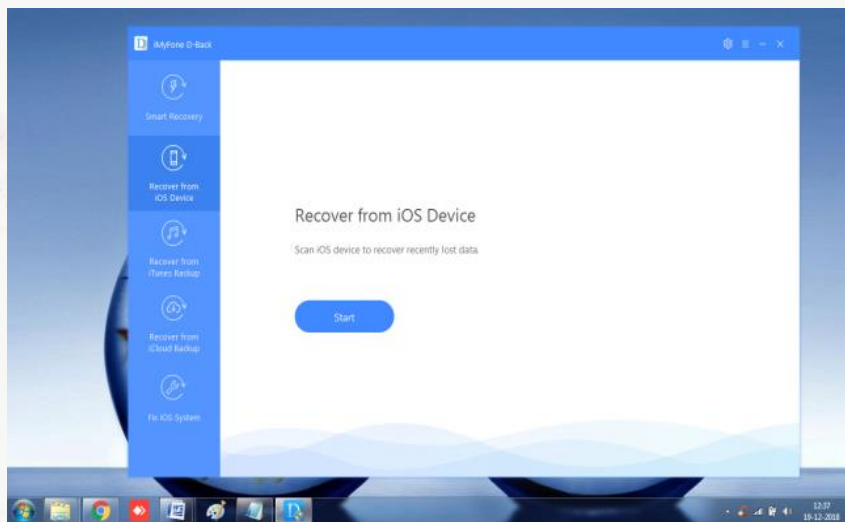 D iMyFone D-Back
Smart Recovery
Recover from
iOS Device
Recover from
iTunes Backup
Recover from
iCloud Backup
Fix iOS System
Recover from iOS Device
Scan iOS device to recover recently lost data.
Start
D
12:37
19-12-2018